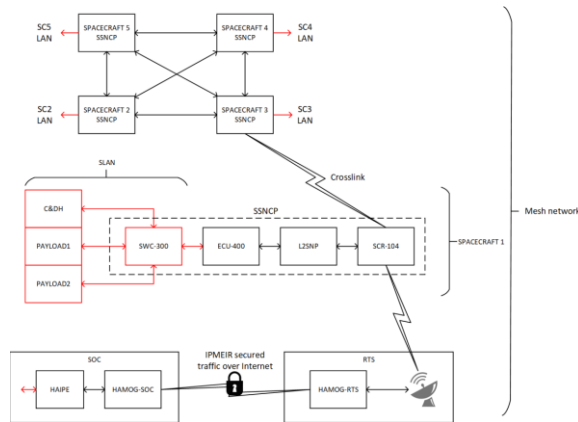 SC5
LAN
SPACECRAFT 5
SSNCP
SPACECRAFT 4
SSNCP
SC4
LAN
SC2
LAN
SPACECRAFT 2
SSNCP
SPACECRAFT 3
SSNCP
SC3
LAN
Crosslink
SLAN
SSNCP
C&DH
PAYLOAD1
PAYLOAD2
SWC-300
ECU-400
L2SNP
SCR-104
SPACECRAFT 1
Mesh network
SOC
HAIPE
HAMOG-SOC
IPMEIR secured
traffic over Internet
RTS
HAMOG-RTS